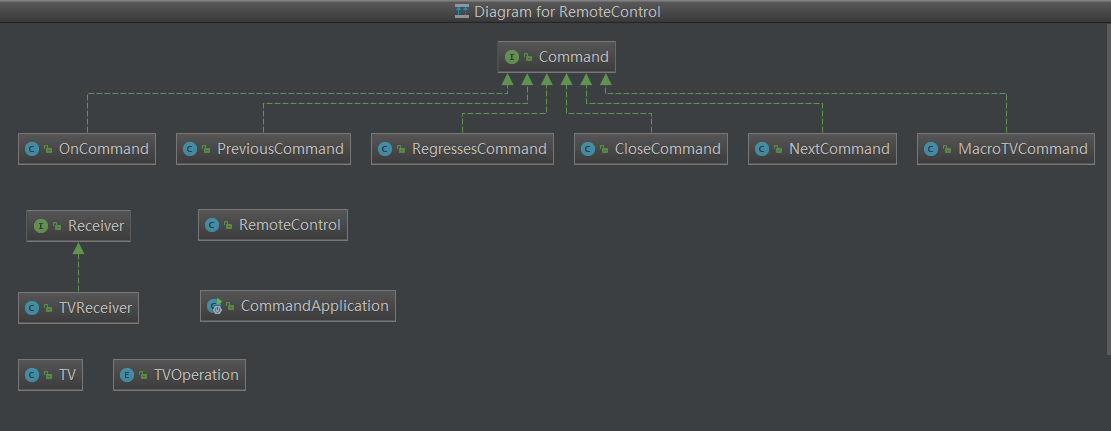 Diagram for RemoteControl
Command
OnCommand
PreviousCommand
RegressesCommand
CloseCommand
NextCommand
MacroTVCommand
Receiver
RemoteControl
TVReceiver
CommandApplication
TV
TVOperation